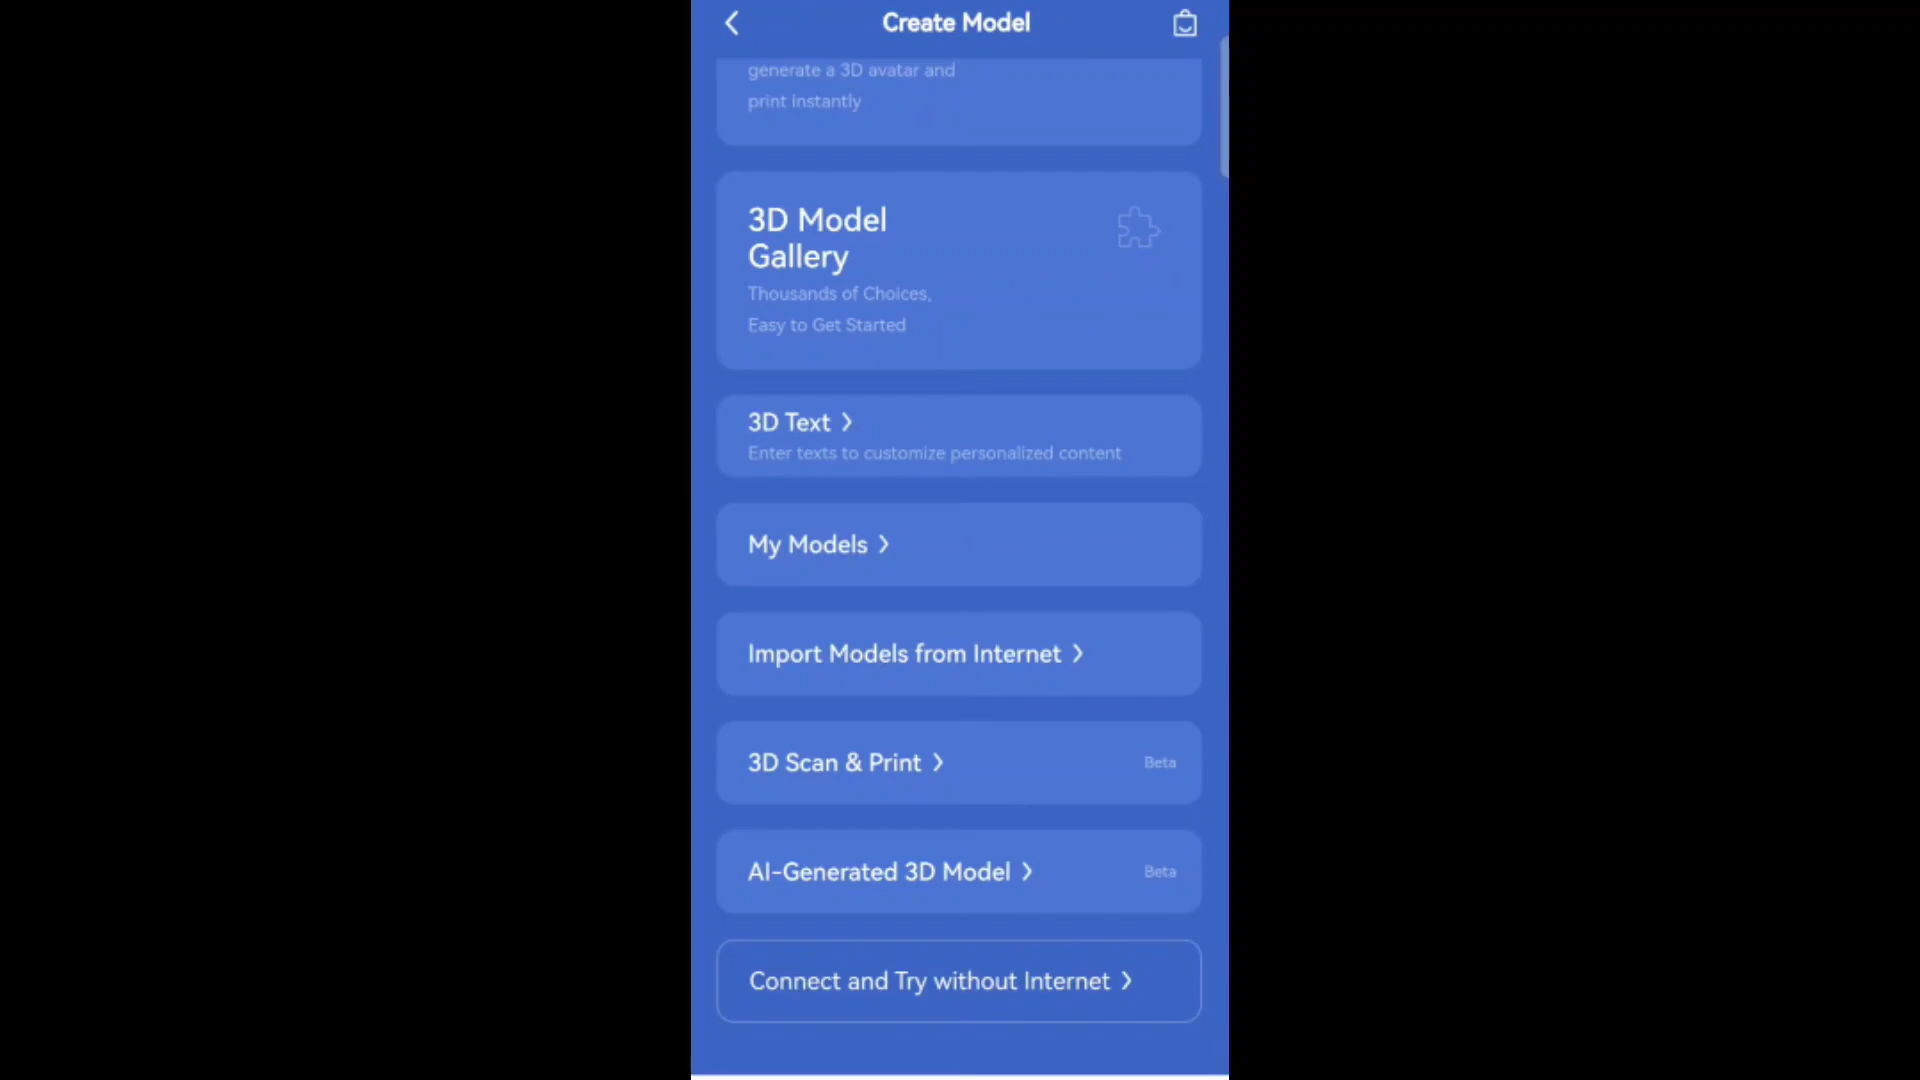 Create Model
generate a 3D avatar and
print instantly
3D Model
Gallery
Thousands of Choices,
Easy to Get Started
3D Text
Enter texts to customize personalized content
My Models
Import Models from Internet
3D Scan & Print
Beta
AI-Generated 3D Model
Beta
Connect and Try without Internet